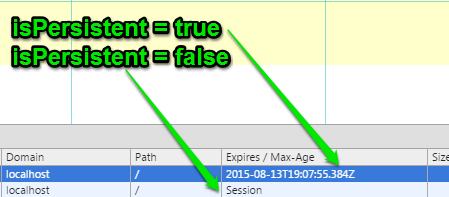 isPersistent = true
isPersistent = false
Domain Path Expires / Max-Age Size
localhost / 2015-08-13T19:07:55.384Z
localhost / Session